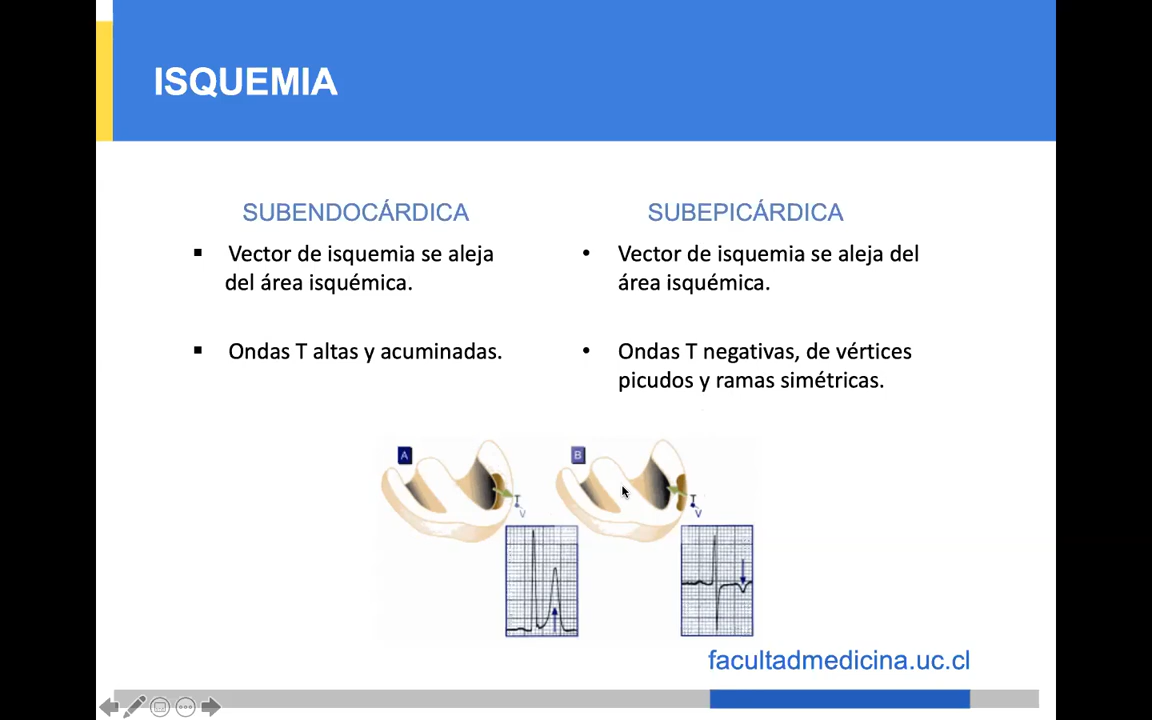 ISQUEMIA
SUBENDOCÁRDICA
▪ Vector de isquemia se aleja
del área isquémica.
▪ Ondas T altas y acuminadas.
SUBEPICÁRDICA
• Vector de isquemia se aleja del
área isquémica.
• Ondas T negativas, de vértices
picudos y ramas simétricas.
A
T
V
B
T
V
facultadmedicina.uc.cl